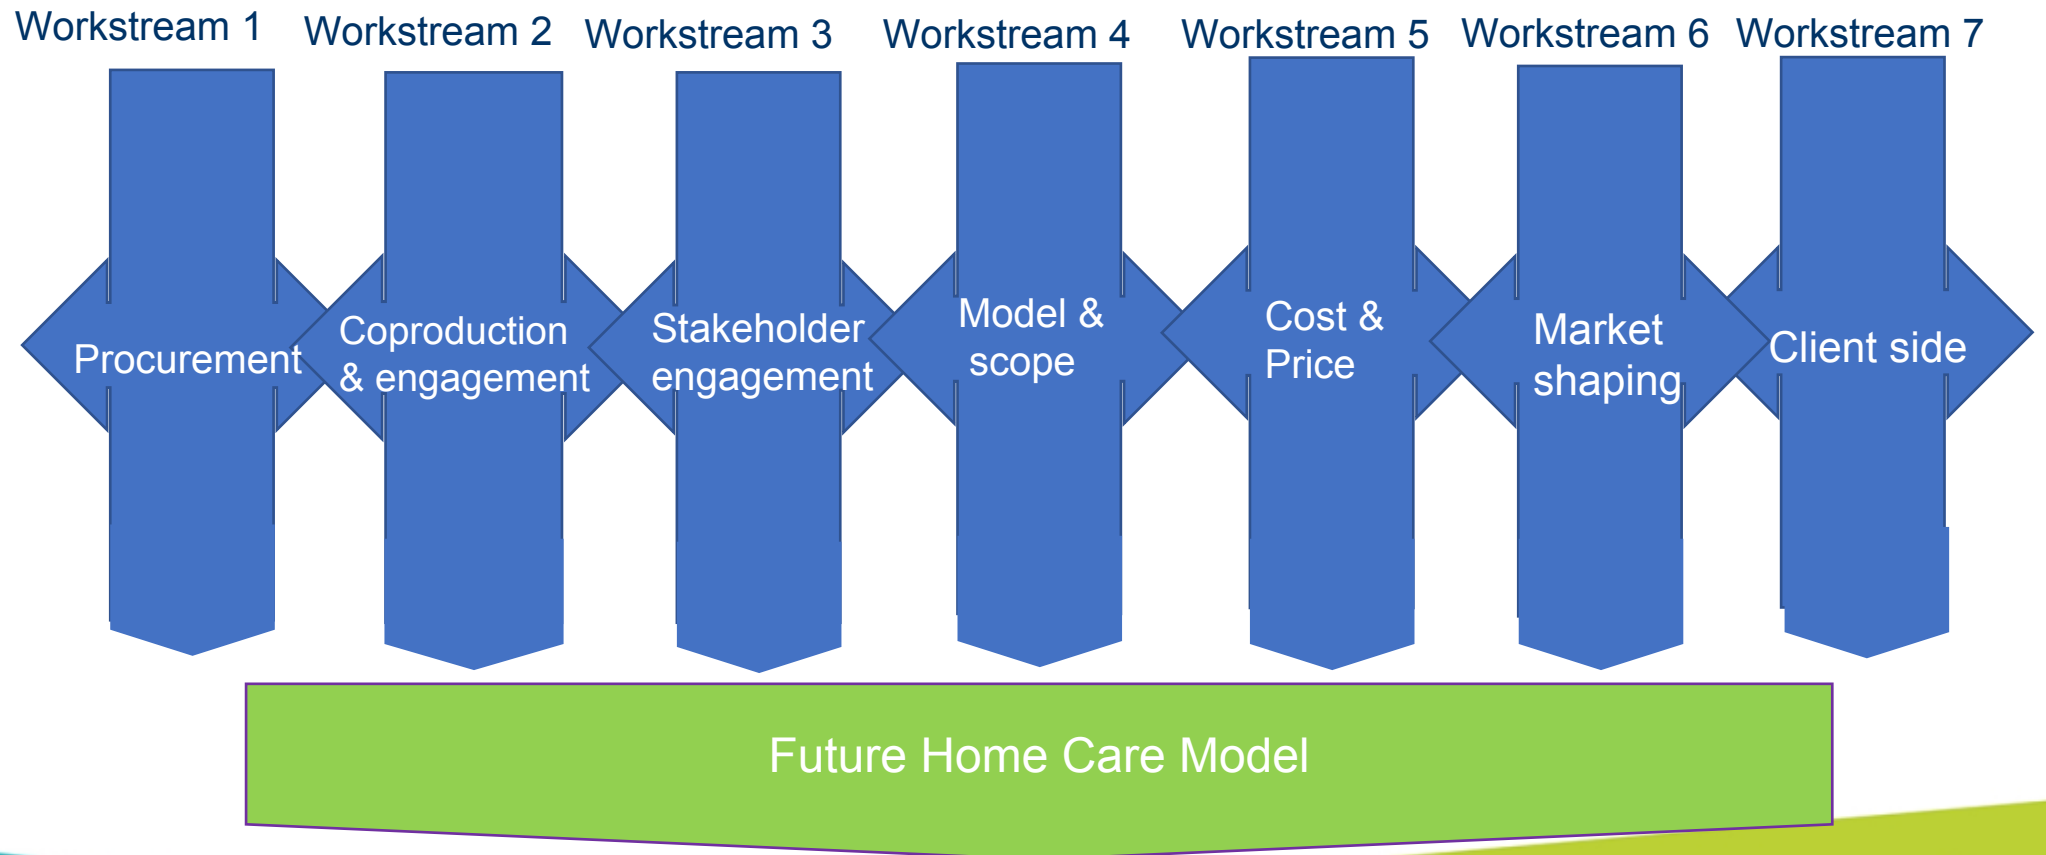 Workstream 1
Workstream 2
Workstream 3
Workstream 4
Workstream 5
Workstream 6
Workstream 7
Procurement
Coproduction
& engagement
Stakeholder
engagement
Model &
scope
Cost &
Price
Market
shaping
Client side
Future Home Care Model